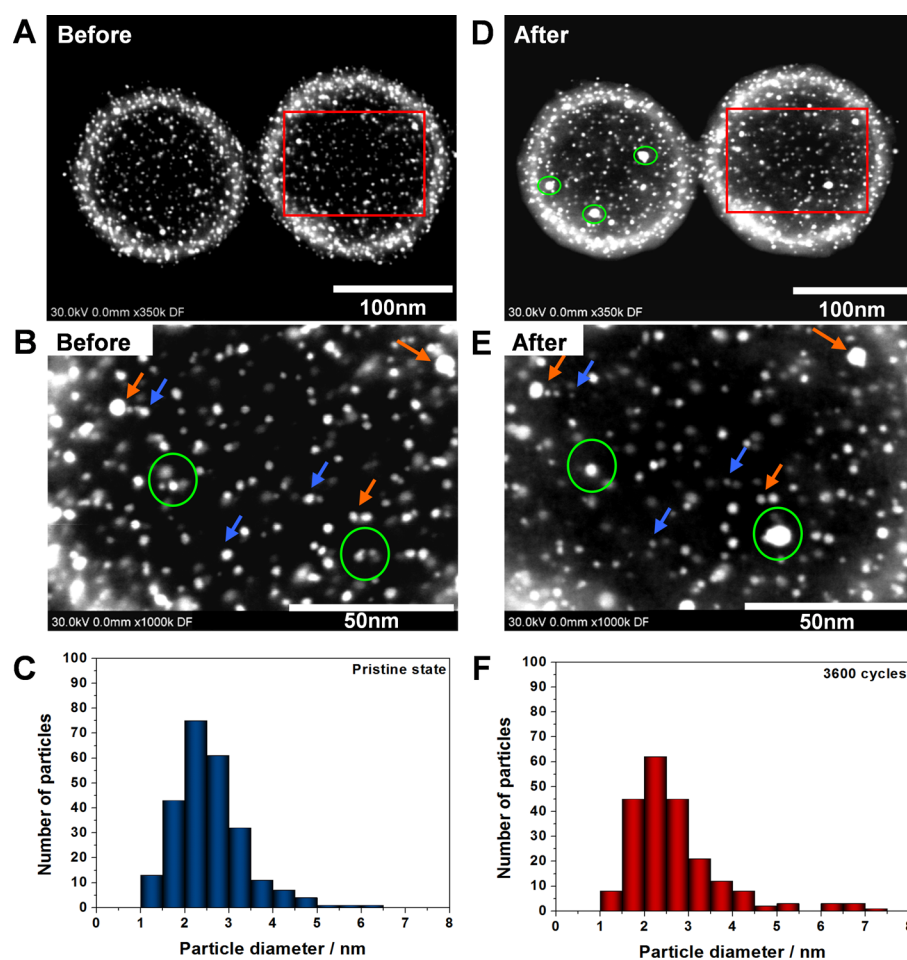 A Before
100nm
30.0kV 0.0mm x350k DF
D After
100nm
30.0kV 0.0mm x350k DF
B Before
50nm
30.0kV 0.0mm x1000k DF
E After
50nm
30.0kV 0.0mm x1000k DF
C
Pristine state
Number of particles
100
90
80
70
60
50
40
30
20
10
0
0 1 2 3 4 5 6 7 8
Particle diameter / nm
F
3600 cycles
Number of particles
100
90
80
70
60
50
40
30
20
10
0
0 1 2 3 4 5 6 7 8
Particle diameter / nm